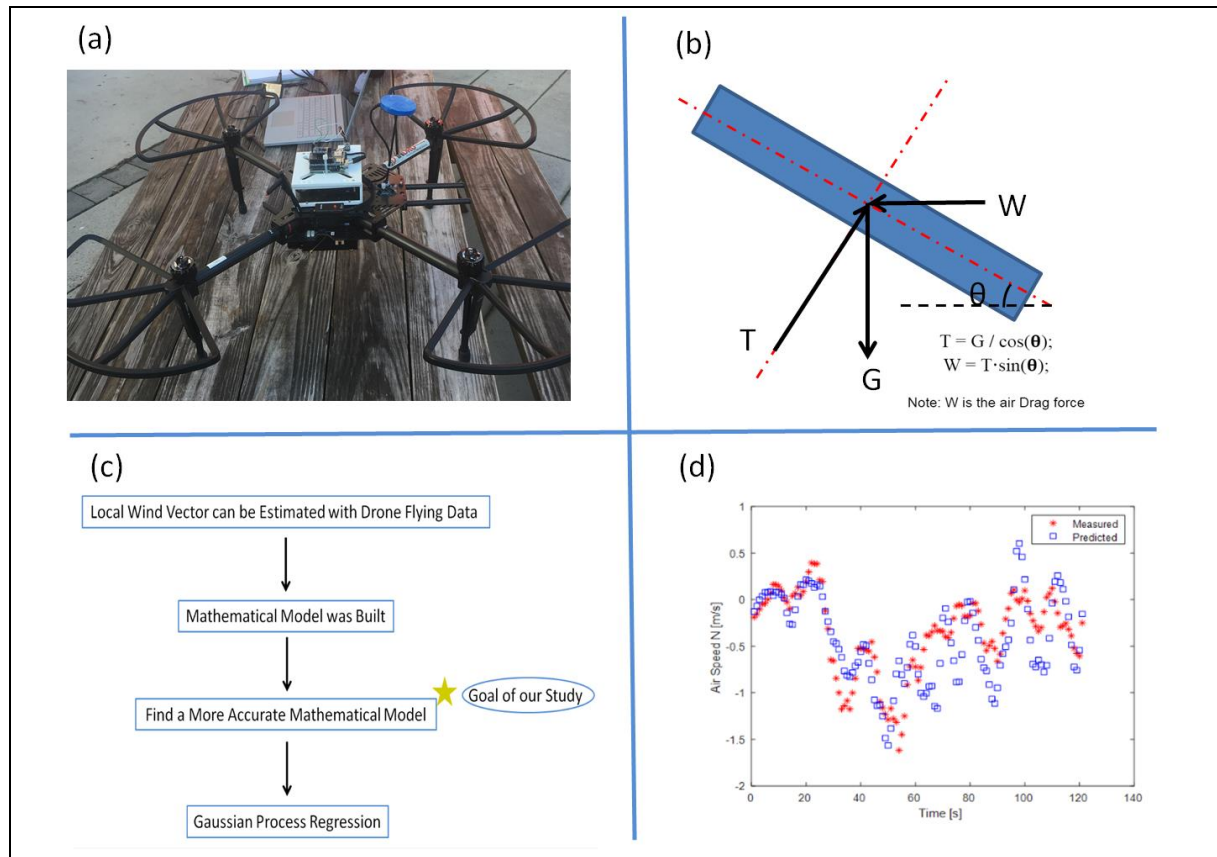 (a)
(b)
W
θ
T
G
T = G / cos(θ);
W = T·sin(θ);
Note: W is the air Drag force
(c)
Local Wind Vector can be Estimated with Drone Flying Data
Mathematical Model was Built
Find a More Accurate Mathematical Model
Goal of our Study
Gaussian Process Regression
(d)
1
0.5
0
-0.5
-1
-1.5
-2
Air Speed N [m/s]
Measured
Predicted
0 20 40 60 80 100 120 140
Time [s]